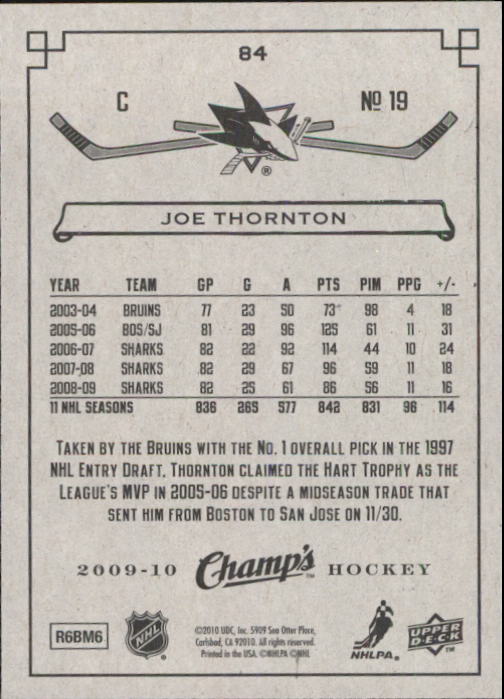 84
C
Nº 19
®
JOE THORNTON
YEAR TEAM GP G A PTS PIM PPG +/-
2003-04 BRUINS 77 23 50 73 98 4 18
2005-06 BOS/SJ 81 29 96 125 61 11 31
2006-07 SHARKS 82 22 92 114 44 10 24
2007-08 SHARKS 82 29 67 96 59 11 18
2008-09 SHARKS 82 25 61 86 56 11 16
11 NHL SEASONS 836 265 577 842 831 96 114
TAKEN BY THE BRUINS WITH THE NO. 1 OVERALL PICK IN THE 1997
NHL ENTRY DRAFT, THORNTON CLAIMED THE HART TROPHY AS THE
LEAGUE'S MVP IN 2005-06 DESPITE A MIDSEASON TRADE THAT
SENT HIM FROM BOSTON TO SAN JOSE ON 11/30.
2009-10 Champ's™ HOCKEY
R6BM6
NHL
©2010 UDC, Inc. 5909 Sea Otter Place,
Carlsbad, CA 92010. All rights reserved.
Printed in the USA. ©NHLPA ©NHL
NHLPA®
UPPER
D·E·C·K
™